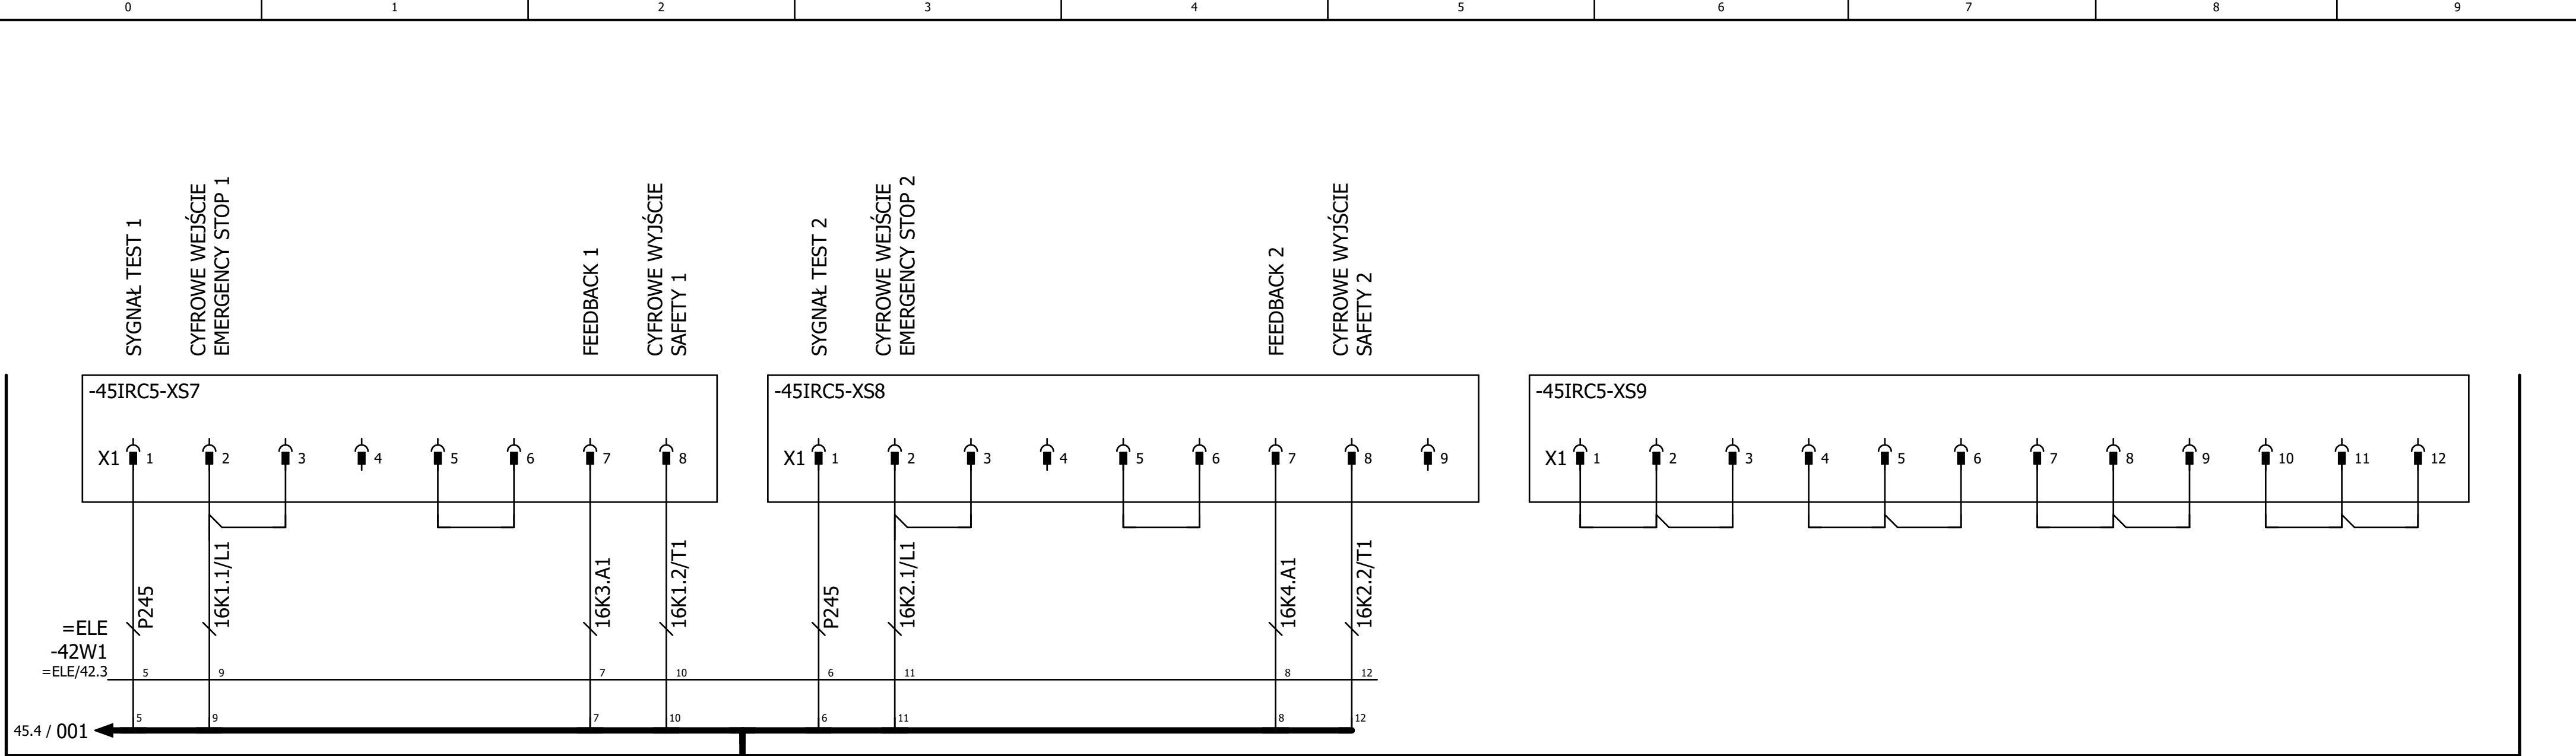 0 1 2 3 4 5 6 7 8 9
SYGNAŁ TEST 1
CYFROWE WEJŚCIE
EMERGENCY STOP 1
FEEDBACK 1
CYFROWE WYJŚCIE
SAFETY 1
SYGNAŁ TEST 2
CYFROWE WEJŚCIE
EMERGENCY STOP 2
FEEDBACK 2
CYFROWE WYJŚCIE
SAFETY 2
-45IRC5-XS7
X1 1 2 3 4 5 6 7 8
-45IRC5-XS8
X1 1 2 3 4 5 6 7 8 9
-45IRC5-XS9
X1 1 2 3 4 5 6 7 8 9 10 11 12
P245
16K1.1/L1
16K3.A1
16K1.2/T1
P245
16K2.1/L1
16K4.A1
16K2.2/T1
=ELE
-42W1
=ELE/42.3
5 9 7 10 6 11 8 12
5 9 7 10 6 11 8 12
45.4 / 001